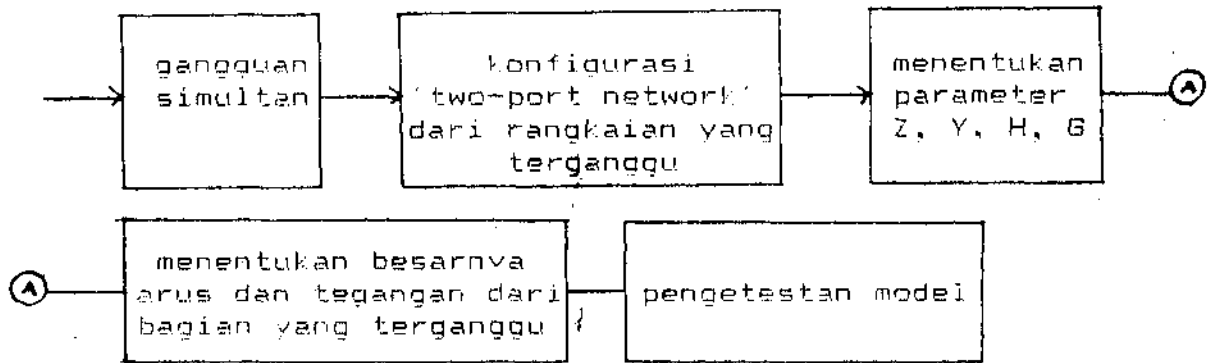 gangguan
simultan
konfigurasi
'two-port network'
dari rangkaian yang
terganggu
menentukan
parameter
Z, Y, H, G
A
A
menentukan besarnya
arus dan tegangan dari
bagian yang terganggu
pengetestan model